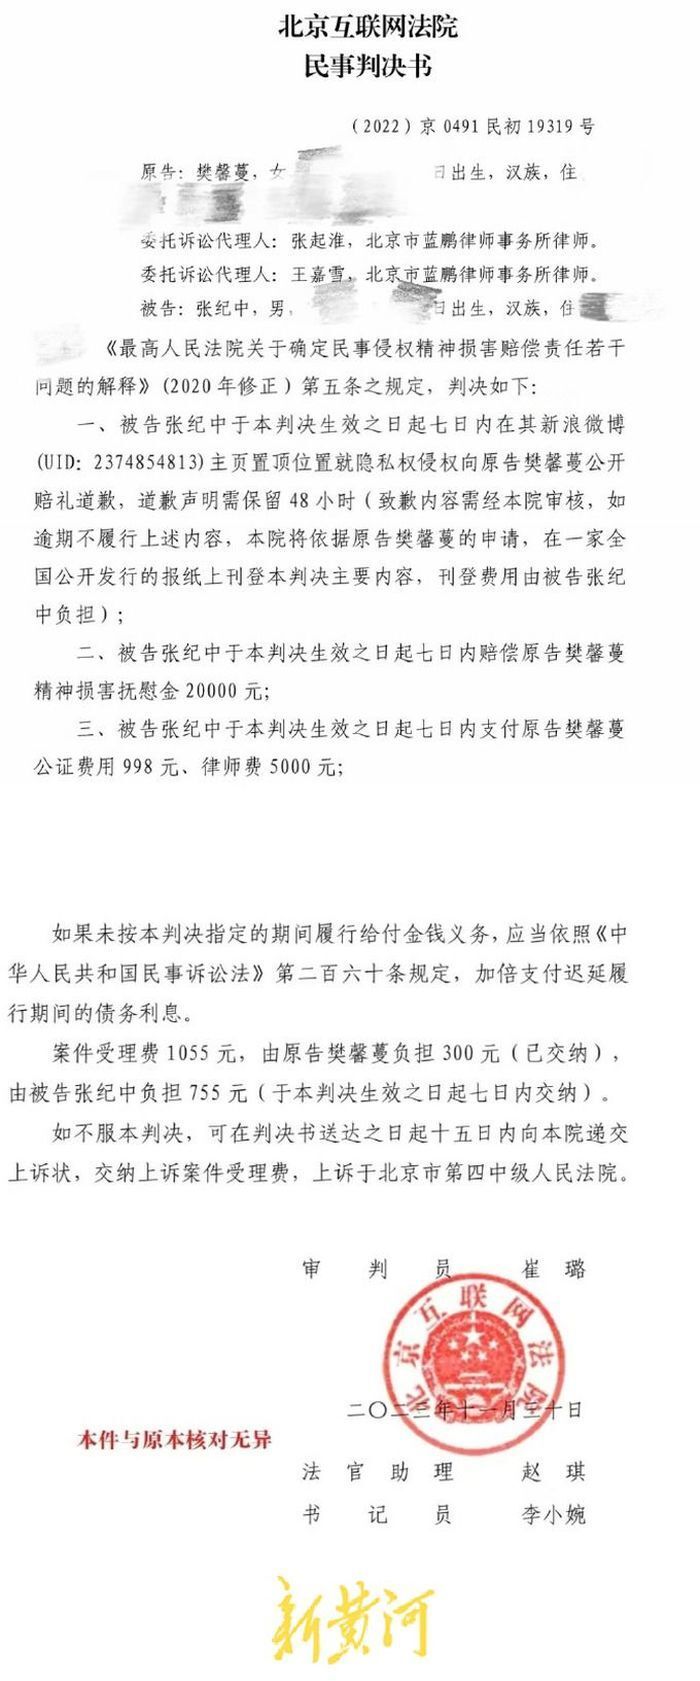 北京互联网法院
民事判决书
（2022）京 0491 民初 19319 号
原告：樊馨蔓，女
日出生，汉族，住
委托诉讼代理人：张起淮，北京市蓝鹏律师事务所律师。
委托诉讼代理人：王嘉雪，北京市蓝鹏律师事务所律师。
被告：张纪中，男，
日出生，汉族，住
《最高人民法院关于确定民事侵权精神损害赔偿责任若干
问题的解释》(2020 年修正）第五条之规定，判决如下：
一、被告张纪中于本判决生效之日起七日内在其新浪微博
(UID：2374854813)主页置顶位置就隐私权侵权向原告樊馨蔓公开
赔礼道歉，道歉声明需保留 48 小时（致歉内容需经本院审核，如
逾期不履行上述内容，本院将依据原告樊馨蔓的申请，在一家全
国公开发行的报纸上刊登本判决主要内容，刊登费用由被告张纪
中负担）；
二、被告张纪中于本判决生效之日起七日内赔偿原告樊馨蔓
精神损害抚慰金 20000 元；
三、被告张纪中于本判决生效之日起七日内支付原告樊馨蔓
公证费用 998 元、律师费 5000 元；
如果未按本判决指定的期间履行给付金钱义务，应当依照《中
华人民共和国民事诉讼法》第二百六十条规定，加倍支付迟延履
行期间的债务利息。
案件受理费 1055 元，由原告樊馨蔓负担 300 元（已交纳），
由被告张纪中负担 755 元（于本判决生效之日起七日内交纳）。
如不服本判决，可在判决书送达之日起十五日内向本院递交
上诉状，交纳上诉案件受理费，上诉于北京市第四中级人民法院。
审 判 员 崔 璐
北京互联网法院
二〇二三年十一月三十日
本件与原本核对无异
法 官 助 理 赵 琪
书 记 员 李小婉
新黄河